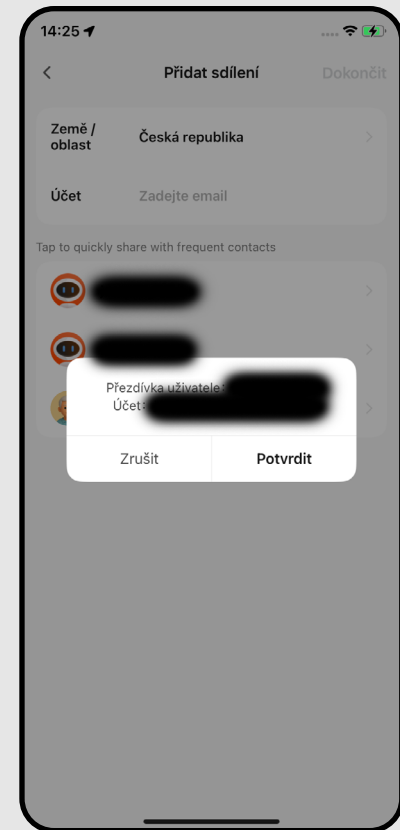 14:25
Přidat sdílení
Dokončit
Země /
oblast
Česká republika
Účet
Zadejte email
Tap to quickly share with frequent contacts
Přezdívka uživatele:
Účet:
Zrušit
Potvrdit